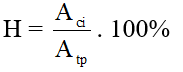 H = A_ci / A_tp . 100%